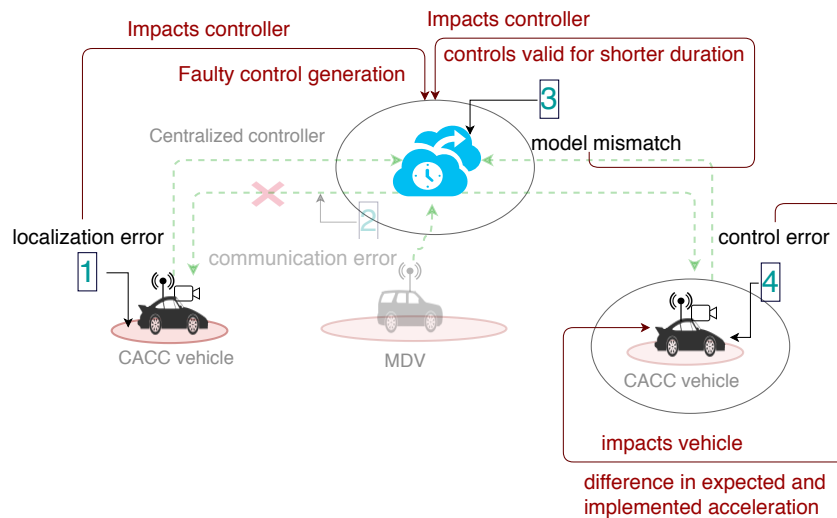 Impacts controller
Impacts controller
controls valid for shorter duration
Faulty control generation
3
Centralized controller
model mismatch
2
localization error
control error
communication error
1
4
CACC vehicle
MDV
CACC vehicle
impacts vehicle
difference in expected and
implemented acceleration